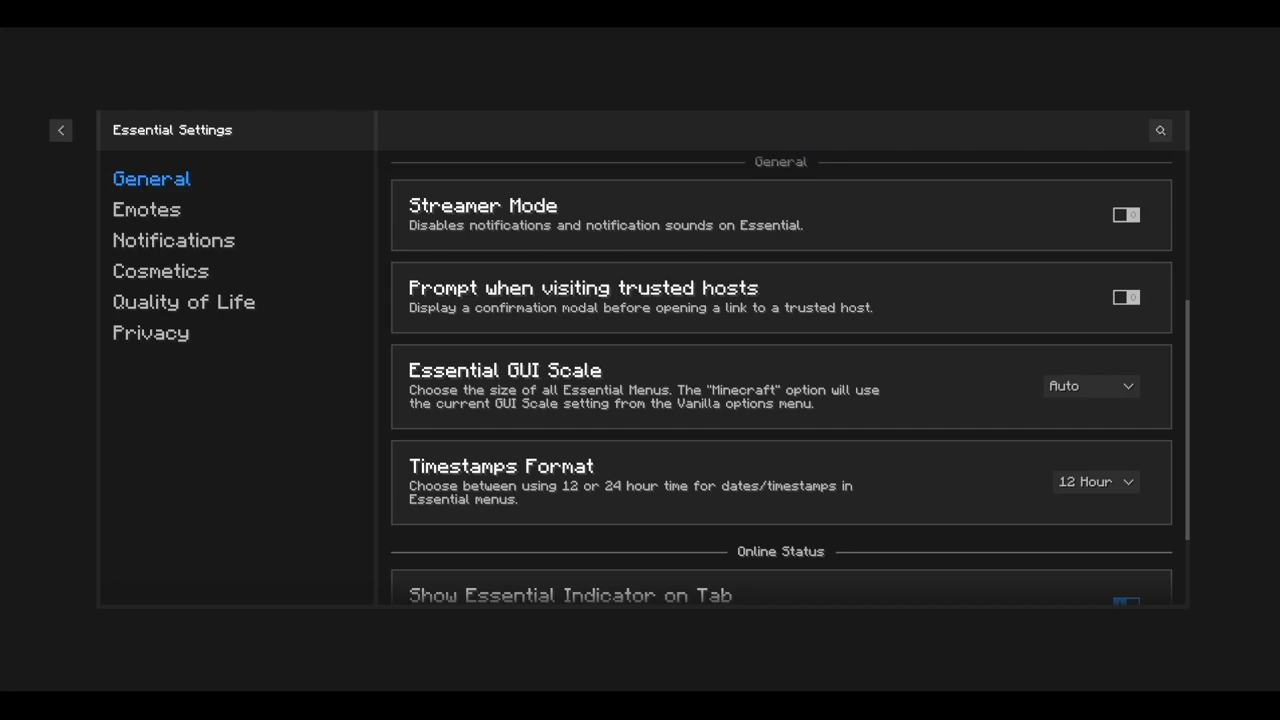 Essential Settings
General
Emotes
Notifications
Cosmetics
Quality of Life
Privacy
General
Streamer Mode
Disables notifications and notification sounds on Essential.
Prompt when visiting trusted hosts
Display a confirmation modal before opening a link to a trusted host.
Essential GUI Scale
Choose the size of all Essential Menus. The "Minecraft" option will use
the current GUI Scale setting from the Vanilla options menu.
Auto
Timestamps Format
Choose between using 12 or 24 hour time for dates/timestamps in
Essential menus.
12 Hour
Online Status
Show Essential Indicator on Tab